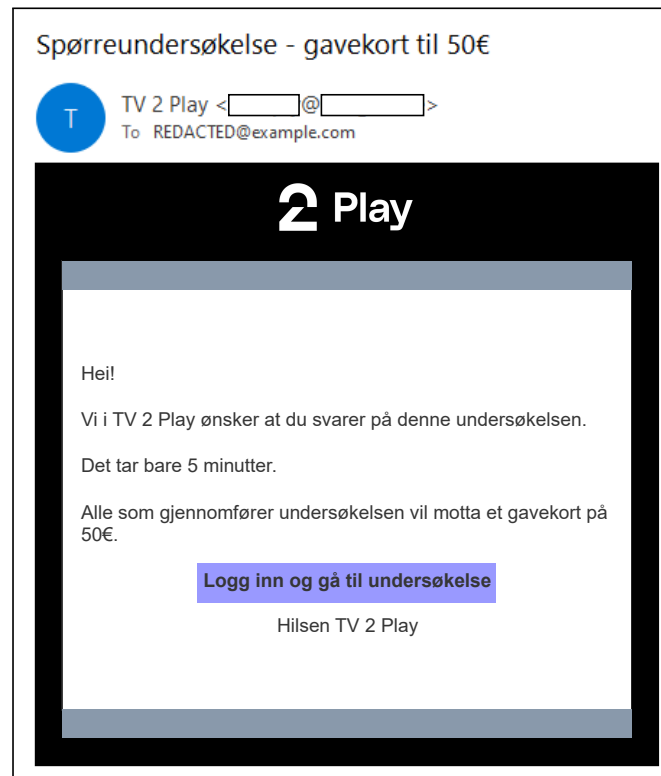 Spørreundersøkelse - gavekort til 50€
T
TV 2 Play <@>
To REDACTED@example.com
2 Play
Hei!
Vi i TV 2 Play ønsker at du svarer på denne undersøkelsen.
Det tar bare 5 minutter.
Alle som gjennomfører undersøkelsen vil motta et gavekort på
50€.
Logg inn og gå til undersøkelse
Hilsen TV 2 Play